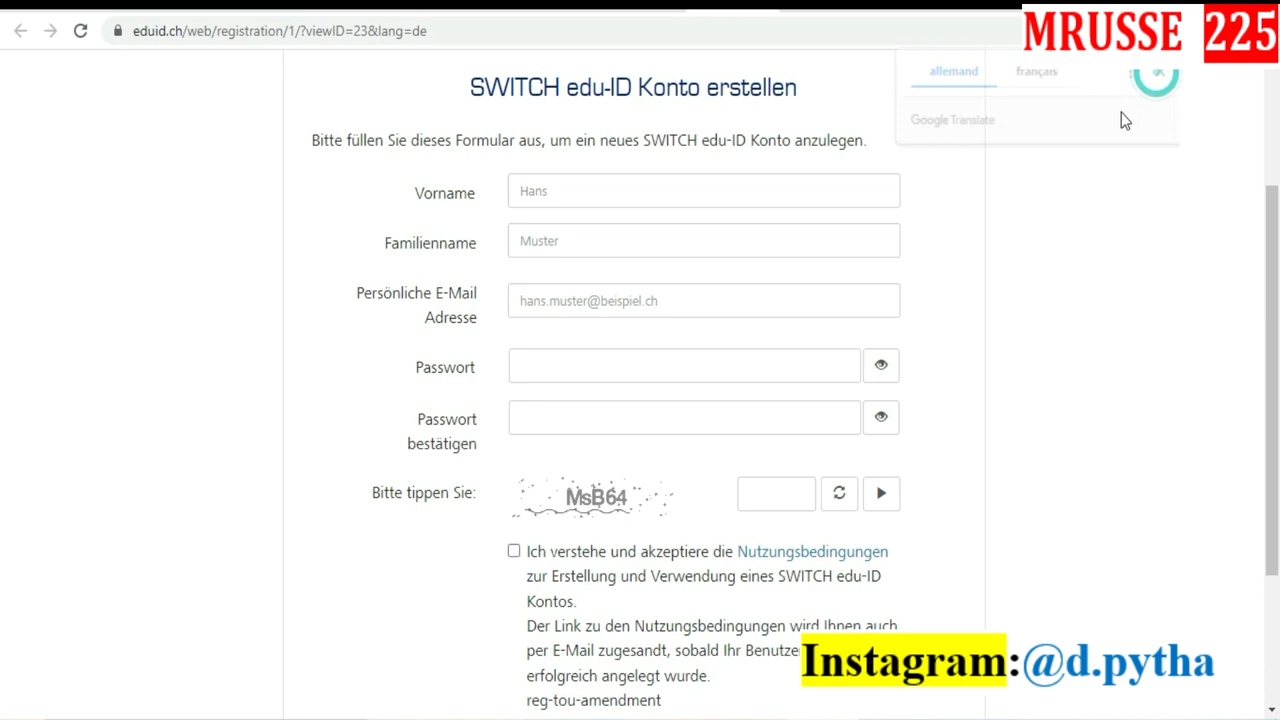 eduid.ch/web/registration/1/?viewID=23&lang=de
MRUSSE 225
allemand français
Google Translate
SWITCH edu-ID Konto erstellen
Bitte füllen Sie dieses Formular aus, um ein neues SWITCH edu-ID Konto anzulegen.
Vorname Hans
Familienname Muster
Persönliche E-Mail
Adresse hans.muster@beispiel.ch
Passwort
Passwort
bestätigen
Bitte tippen Sie: MsB64
Ich verstehe und akzeptiere die Nutzungsbedingungen
zur Erstellung und Verwendung eines SWITCH edu-ID
Kontos.
Der Link zu den Nutzungsbedingungen wird Ihnen auch
per E-Mail zugesandt, sobald Ihr Benutze
erfolgreich angelegt wurde.
reg-tou-amendment
Instagram:@d.pytha